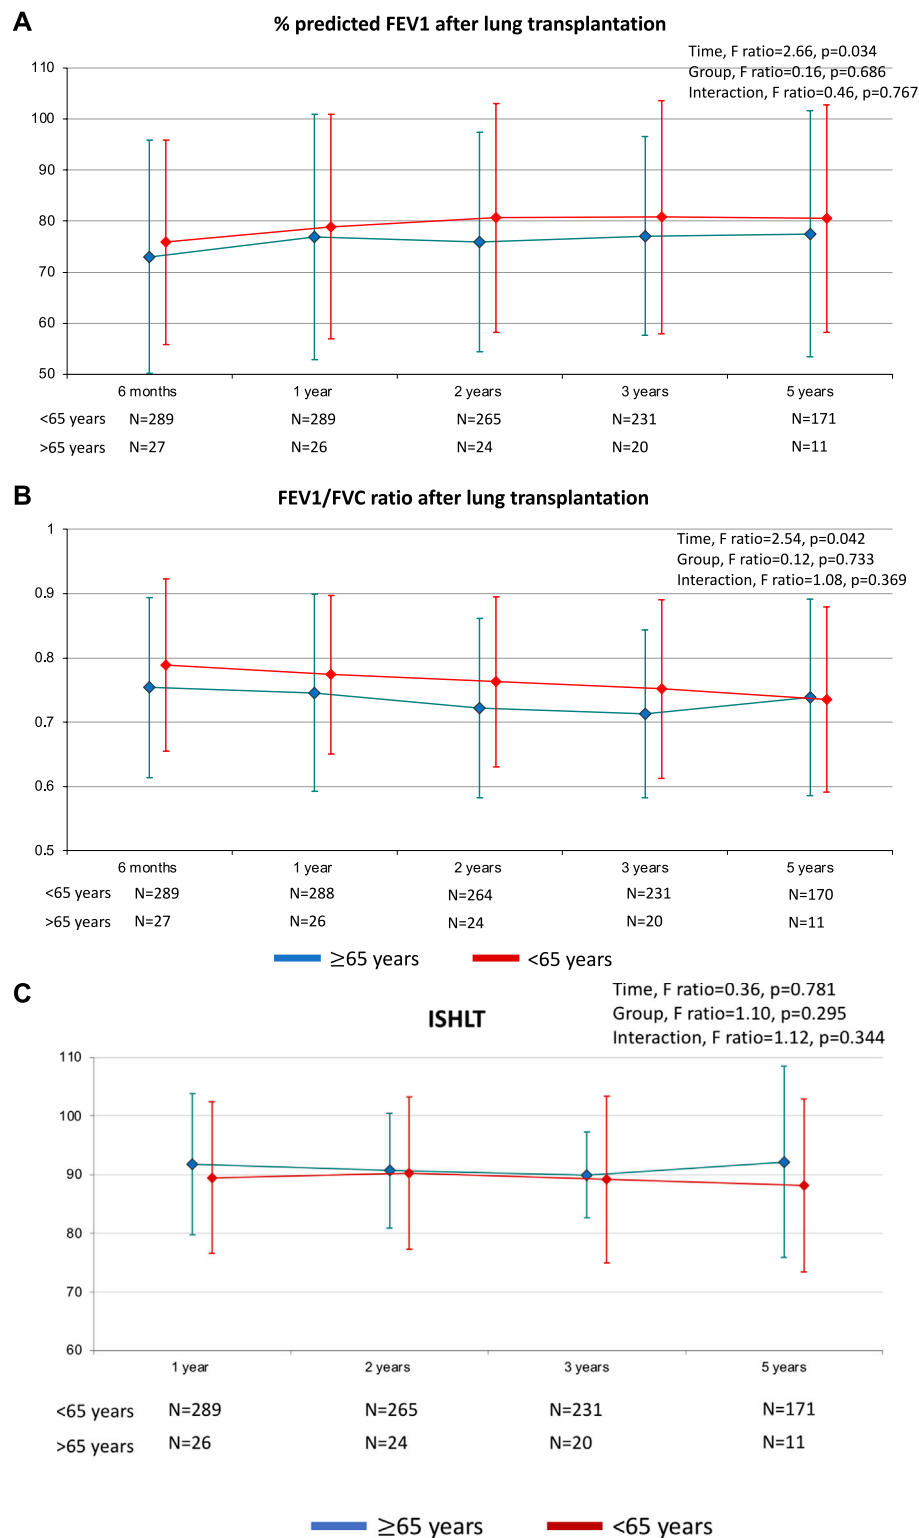 A
% predicted FEV1 after lung transplantation
Time, F ratio=2.66, p=0.034
Group, F ratio=0.16, p=0.686
Interaction, F ratio=0.46, p=0.767
110
100
90
80
70
60
50
6 months 1 year 2 years 3 years 5 years
<65 years N=289 N=289 N=265 N=231 N=171
>65 years N=27 N=26 N=24 N=20 N=11
B
FEV1/FVC ratio after lung transplantation
Time, F ratio=2.54, p=0.042
Group, F ratio=0.12, p=0.733
Interaction, F ratio=1.08, p=0.369
1
0.9
0.8
0.7
0.6
0.5
6 months 1 year 2 years 3 years 5 years
<65 years N=289 N=288 N=264 N=231 N=170
>65 years N=27 N=26 N=24 N=20 N=11
≥65 years <65 years
C
ISHLT
Time, F ratio=0.36, p=0.781
Group, F ratio=1.10, p=0.295
Interaction, F ratio=1.12, p=0.344
110
100
90
80
70
60
1 year 2 years 3 years 5 years
<65 years N=289 N=265 N=231 N=171
>65 years N=26 N=24 N=20 N=11
≥65 years <65 years